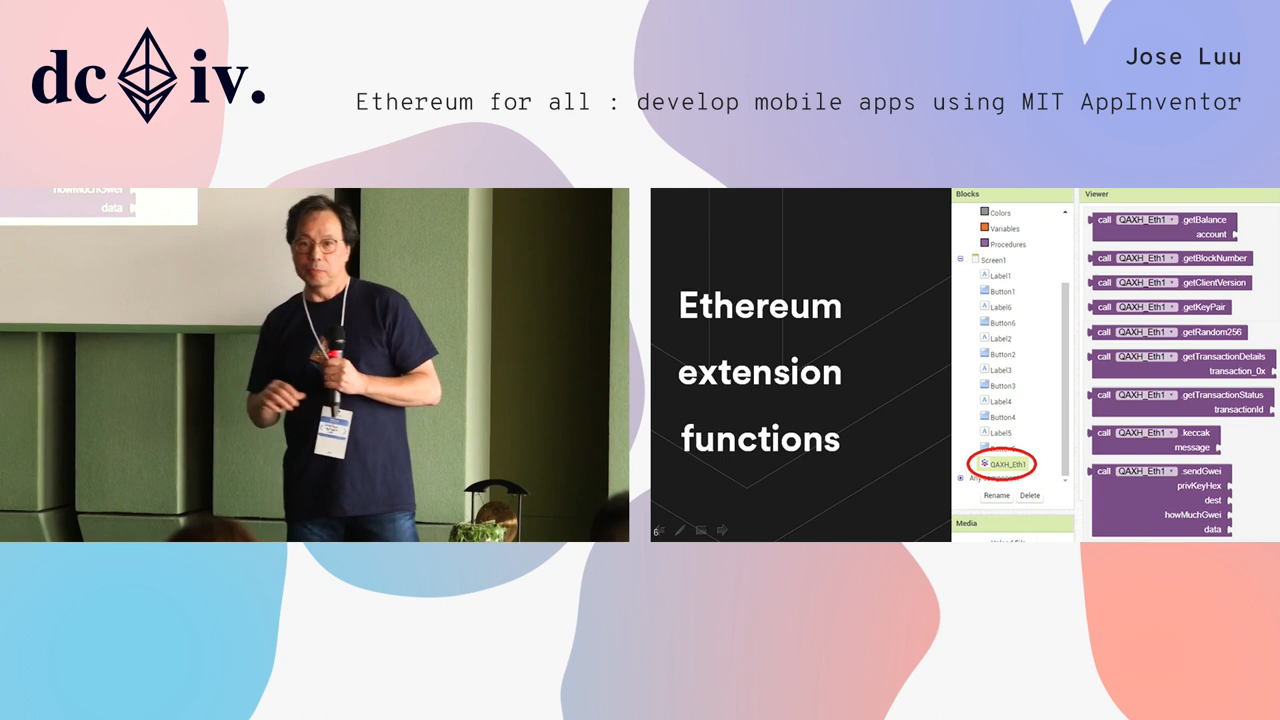 dc iv.
Jose Luu
Ethereum for all : develop mobile apps using MIT AppInventor
howMuchGwei
data
Ethereum
extension
functions
6
Blocks
Colors
Variables
Procedures
Screen1
Label1
Button1
Label6
Button6
Label2
Button2
Label3
Button3
Label4
Button4
Label5
QAXH_Eth1
Rename
Delete
Media
Viewer
call QAXH_Eth1 .getBalance
account
call QAXH_Eth1 .getBlockNumber
call QAXH_Eth1 .getClientVersion
call QAXH_Eth1 .getKeyPair
call QAXH_Eth1 .getRandom256
call QAXH_Eth1 .getTransactionDetails
transaction_0x
call QAXH_Eth1 .getTransactionStatus
transactionId
call QAXH_Eth1 .keccak
message
call QAXH_Eth1 .sendGwei
privKeyHex
dest
howMuchGwei
data